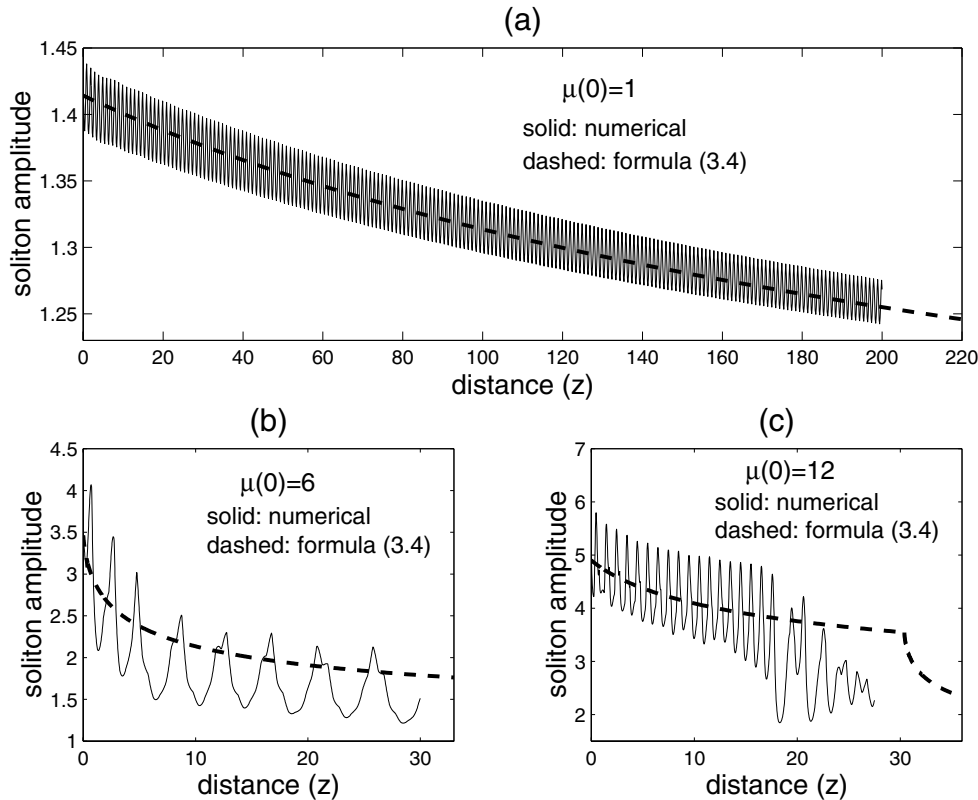 (a)
soliton amplitude
1.45
1.4
1.35
1.3
1.25
μ(0)=1
solid: numerical
dashed: formula (3.4)
0 20 40 60 80 100 120 140 160 180 200 220
distance (z)
(b)
soliton amplitude
4.5
4
3.5
3
2.5
2
1.5
1
μ(0)=6
solid: numerical
dashed: formula (3.4)
0 10 20 30
distance (z)
(c)
soliton amplitude
7
6
5
4
3
2
μ(0)=12
solid: numerical
dashed: formula (3.4)
0 10 20 30
distance (z)